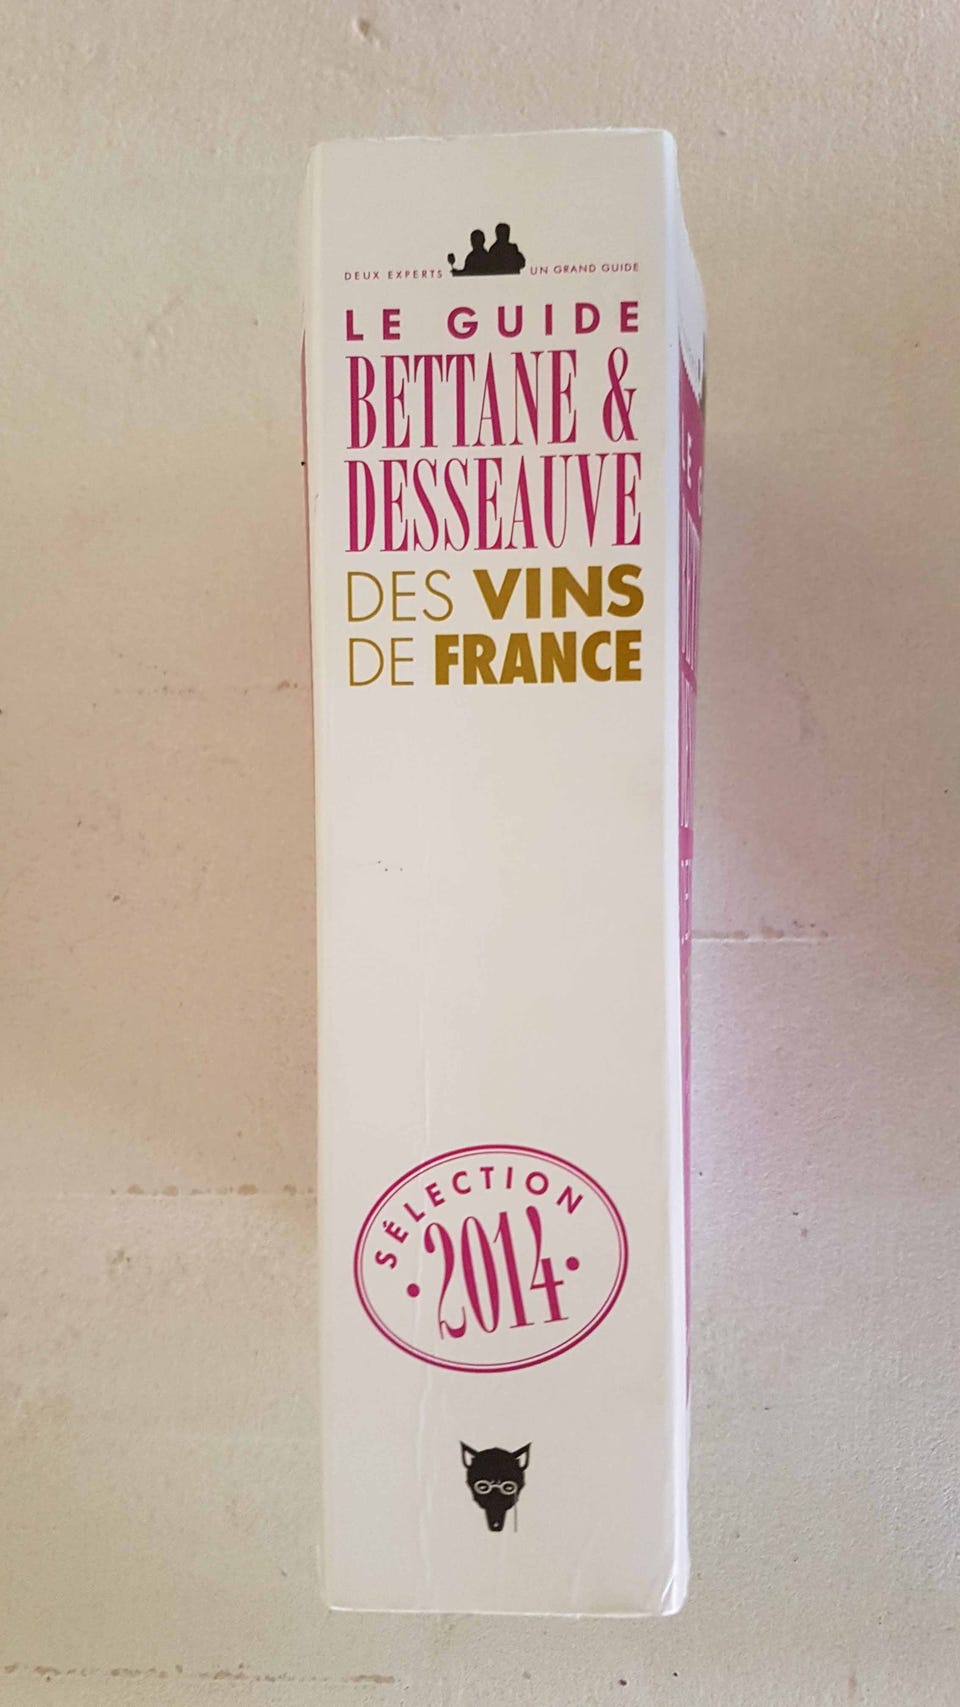 DEUX EXPERTS UN GRAND GUIDE
LE GUIDE
BETTANE &
DESSEAUVE
DES VINS
DE FRANCE
SÉLECTION
• 2014 •